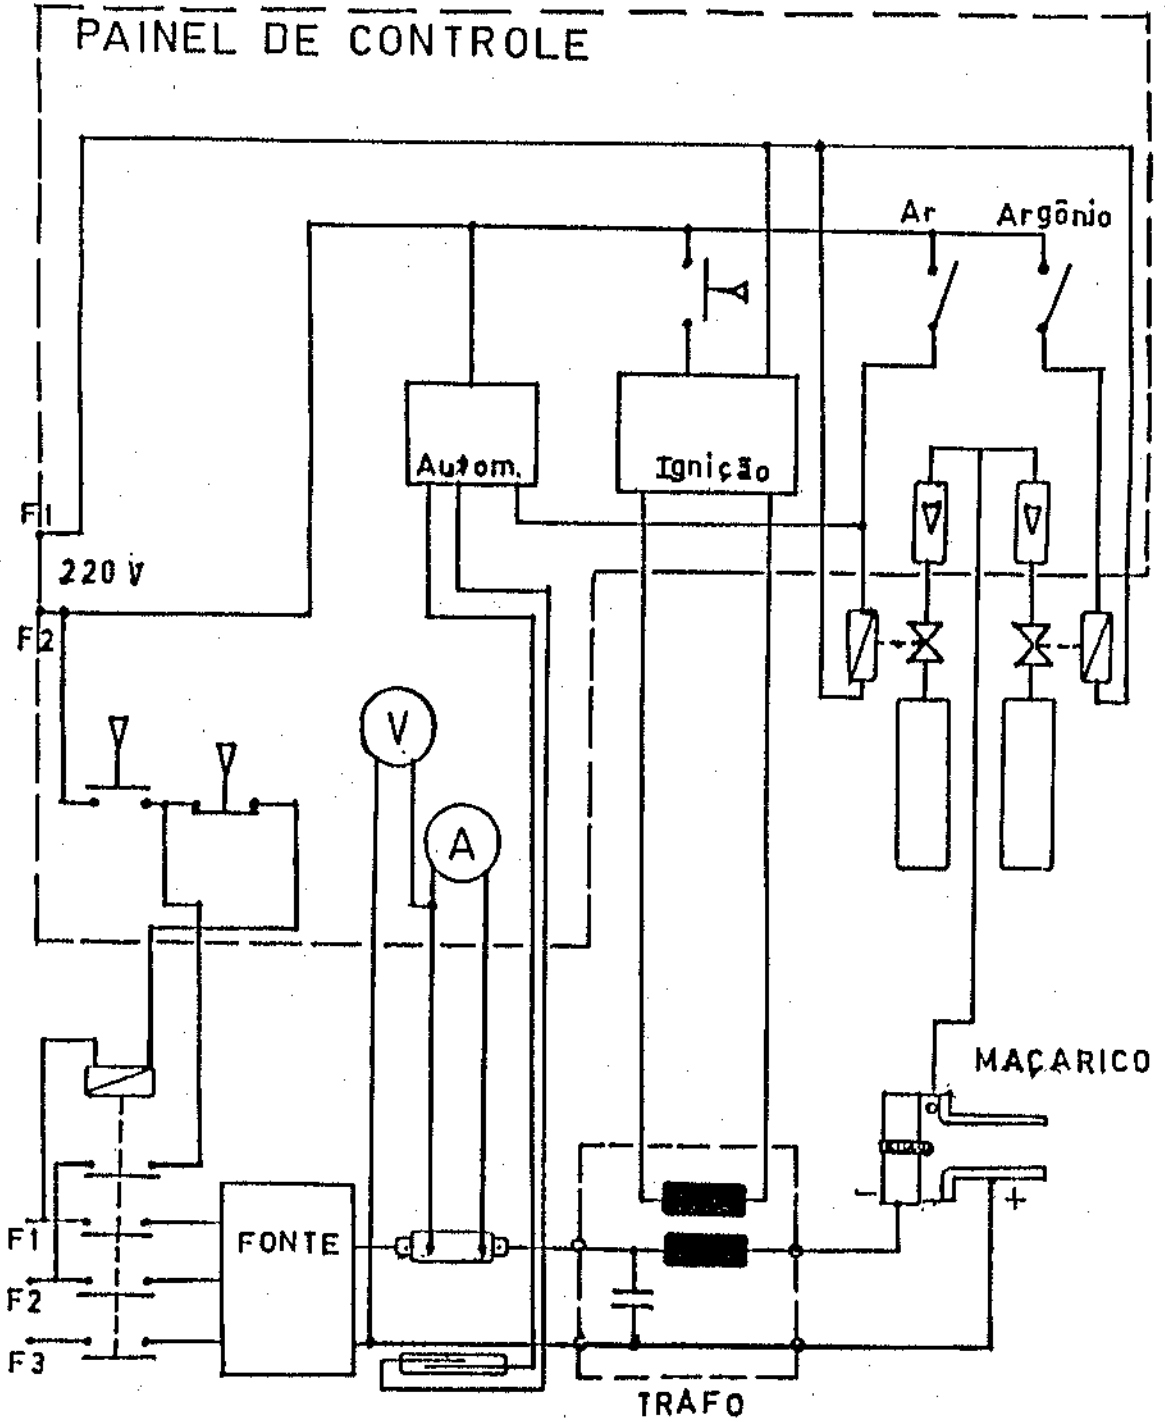 PAINEL DE CONTROLE
Ar
Argônio
Autom.
Ignição
F1
220 V
F2
V
A
MAÇARICO
-
+
FONTE
F1
F2
F3
TRAFO